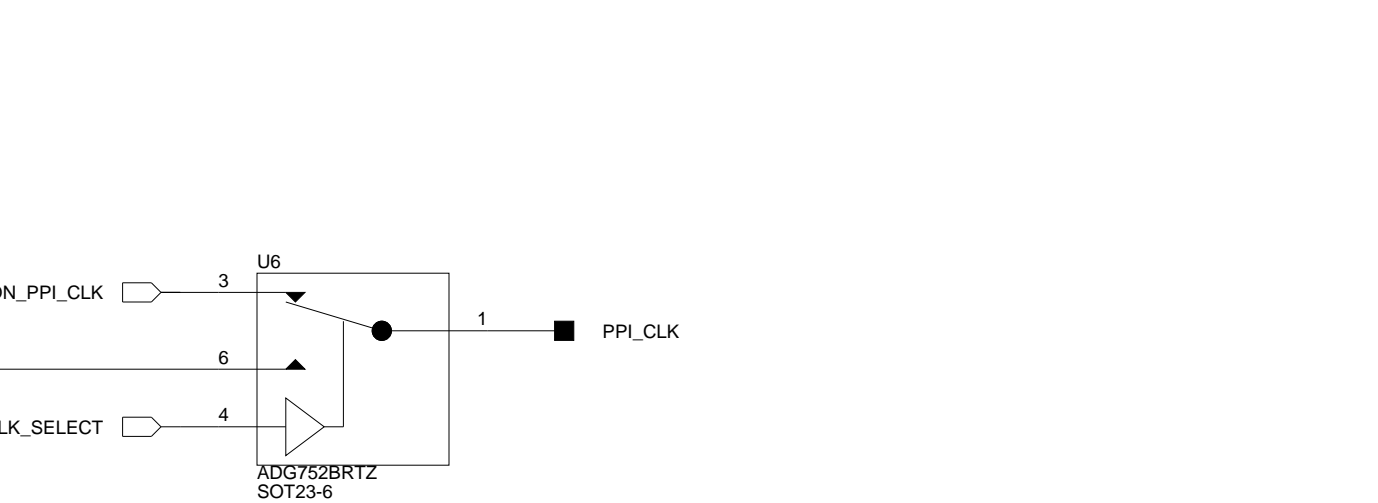 U6
3
ON_PPI_CLK
1
PPI_CLK
6
4
LK_SELECT
ADG752BRTZ
SOT23-6